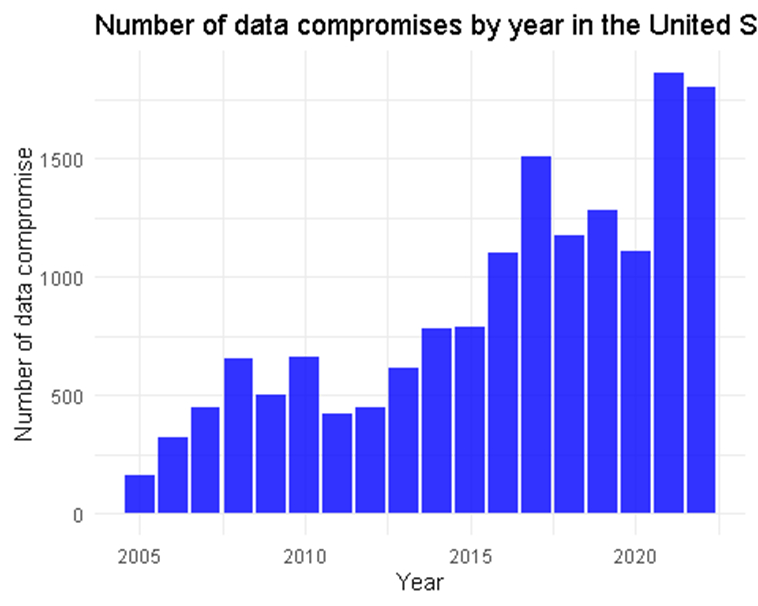 Number of data compromises by year in the United S
Number of data compromise
1500
1000
500
0
2005
2010
2015
2020
Year